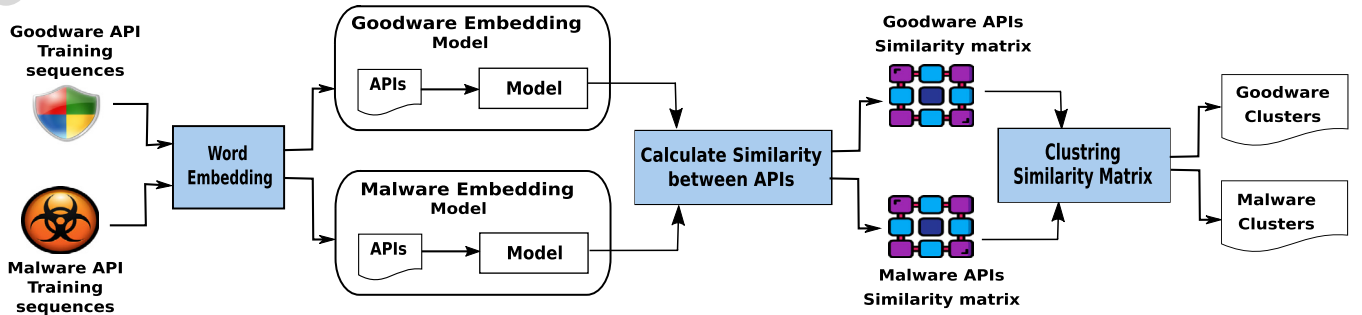 Goodware API
Training
sequences
Malware API
Training
sequences
Word
Embedding
Goodware Embedding
Model
APIs
Model
Malware Embedding
Model
APIs
Model
Calculate Similarity
between APIs
Goodware APIs
Similarity matrix
Malware APIs
Similarity matrix
Clustring
Similarity Matrix
Goodware
Clusters
Malware
Clusters